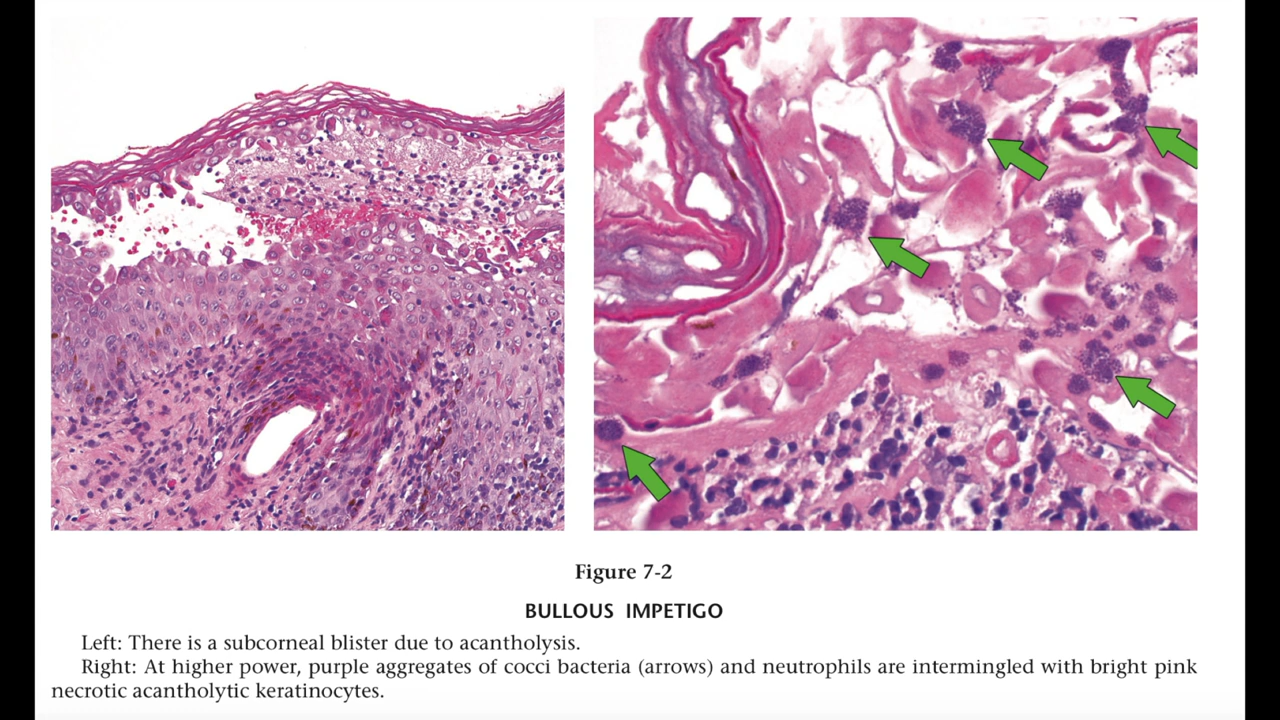 Figure 7-2
BULLOUS IMPETIGO
Left: There is a subcorneal blister due to acantholysis.
Right: At higher power, purple aggregates of cocci bacteria (arrows) and neutrophils are intermingled with bright pink
necrotic acantholytic keratinocytes.